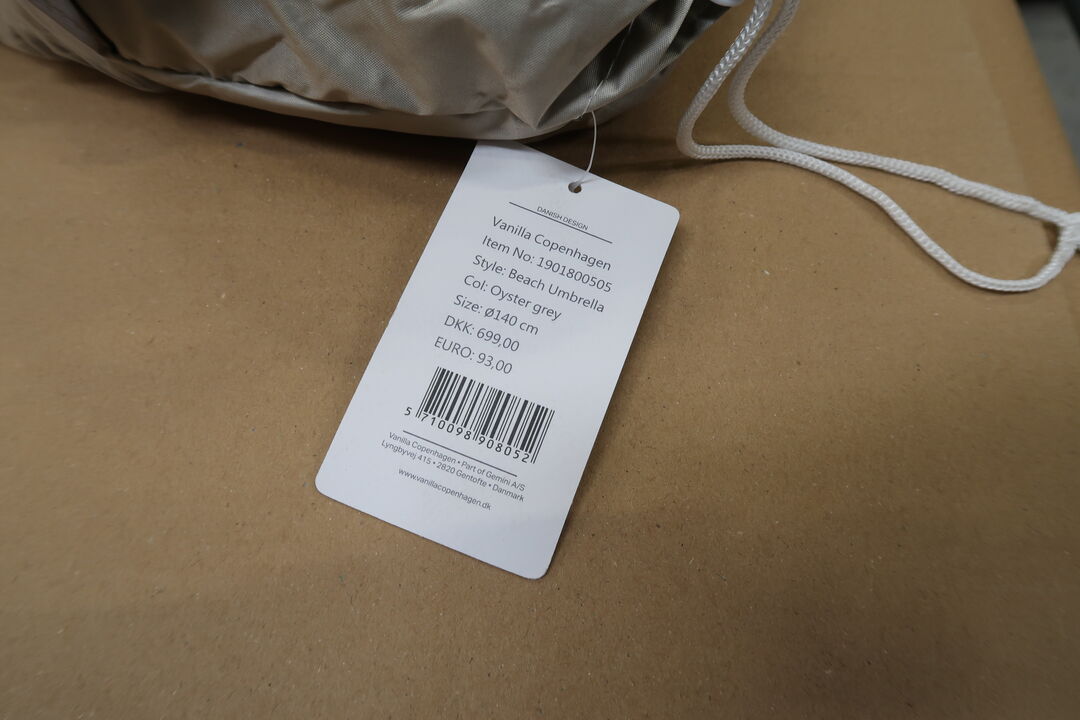 DANISH DESIGN
Vanilla Copenhagen
Item No: 1901800505
Style: Beach Umbrella
Col: Oyster grey
Size: Ø140 cm
DKK: 699,00
EURO: 93,00
5 710098 908052
Vanilla Copenhagen • Part of Gemini A/S
Lyngbyvej 415 • 2820 Gentofte • Danmark
www.vanillacopenhagen.dk